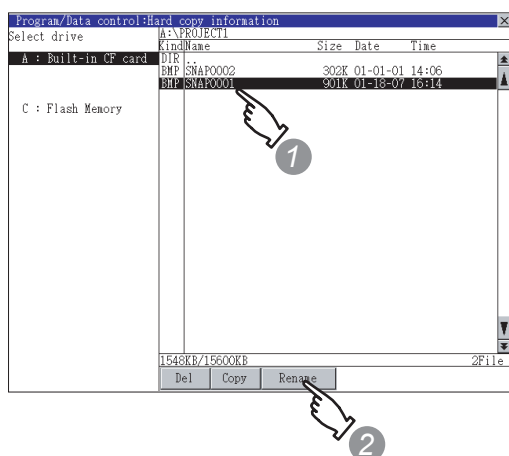 Program/Data control:Hard copy information
Select drive
A:\PROJECT1
Kind Name Size Date Time
A : Built-in CF card
DIR ..
BMP SNAP0002 302K 01-01-01 14:06
BMP SNAP0001 901K 01-18-07 16:14
C : Flash Memory
1
1548KB/15600KB 2File
Del Copy Rename
2